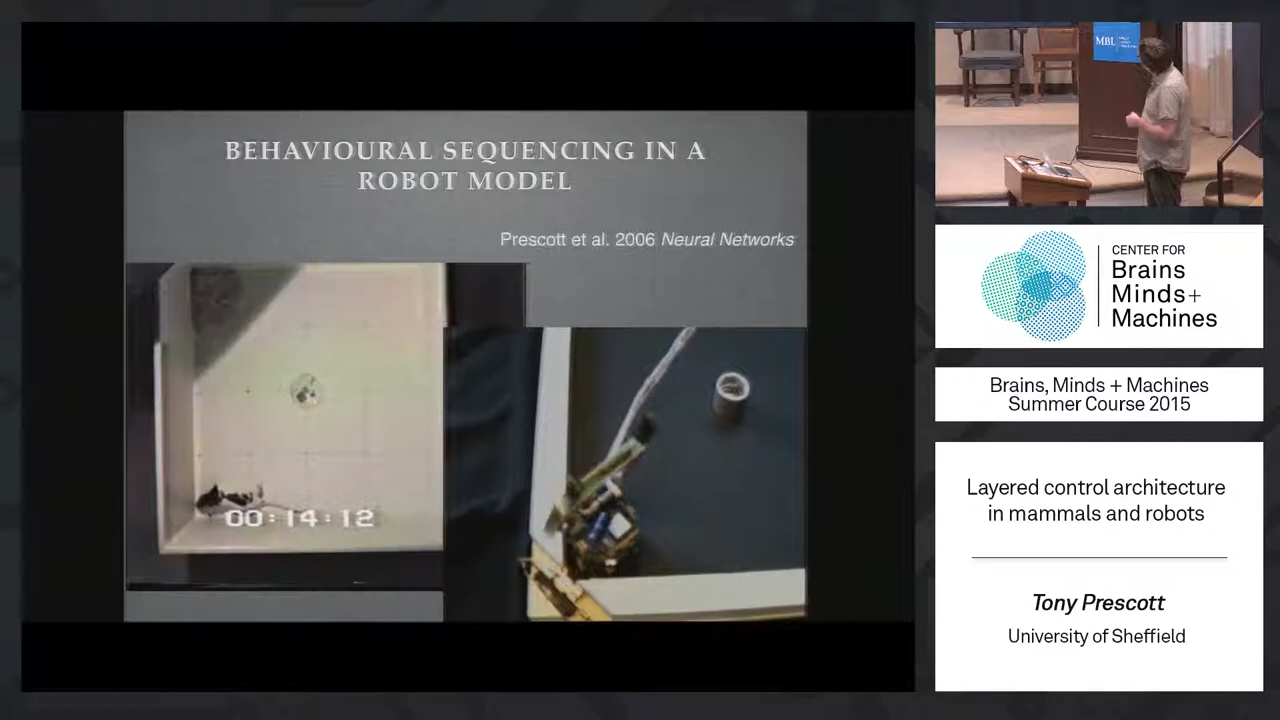 BEHAVIOURAL SEQUENCING IN A
ROBOT MODEL
Prescott et al. 2006 Neural Networks
00:14:12
MBL
CENTER FOR
Brains
Minds+
Machines
Brains, Minds + Machines
Summer Course 2015
Layered control architecture
in mammals and robots
Tony Prescott
University of Sheffield